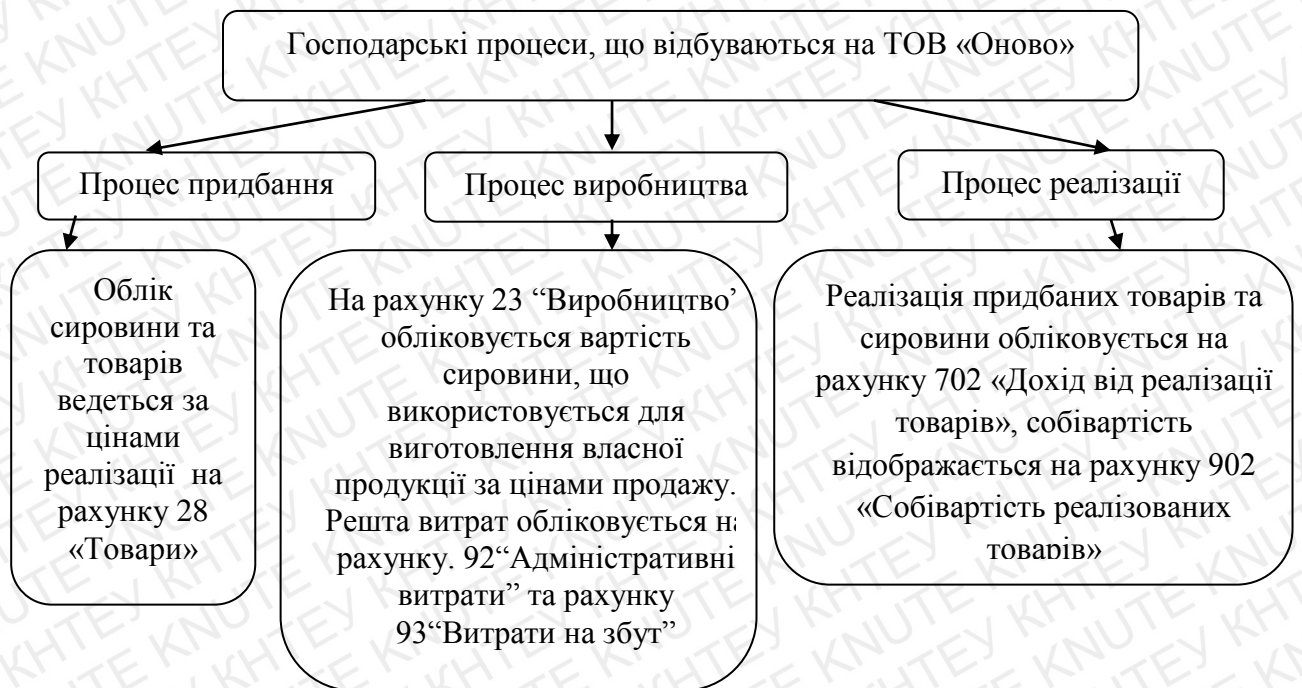 Господарські процеси, що відбуваються на ТОВ «Оново»
Процес придбання
Процес виробництва
Процес реалізації
Облік
сировини та
товарів
ведеться за
цінами
реалізації на
рахунку 28
«Товари»
На рахунку 23 “Виробництво”
обліковується вартість
сировини, що
використовується для
виготовлення власної
продукції за цінами продажу.
Решта витрат обліковується на
рахунку. 92“Адміністративні
витрати” та рахунку
93“Витрати на збут”
Реалізація придбаних товарів та
сировини обліковується на
рахунку 702 «Дохід від реалізації
товарів», собівартість
відображається на рахунку 902
«Собівартість реалізованих
товарів»